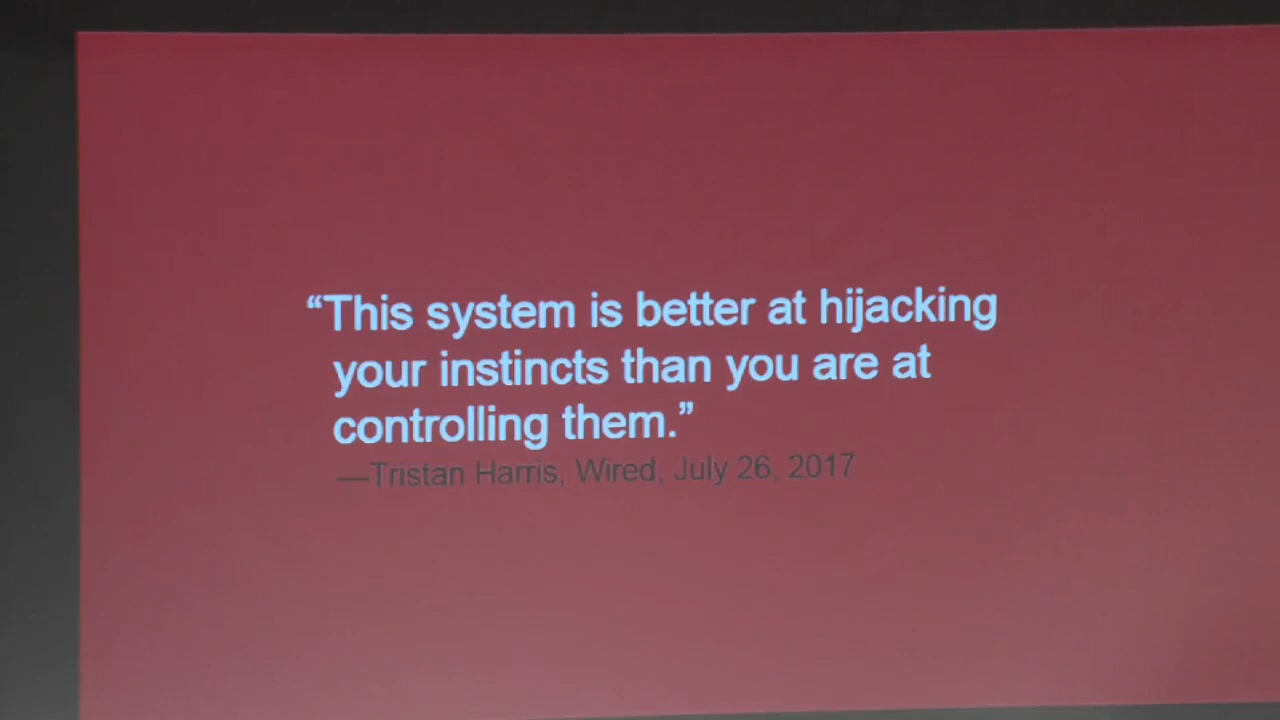 “This system is better at hijacking
your instincts than you are at
controlling them.”
—Tristan Harris, Wired, July 26, 2017